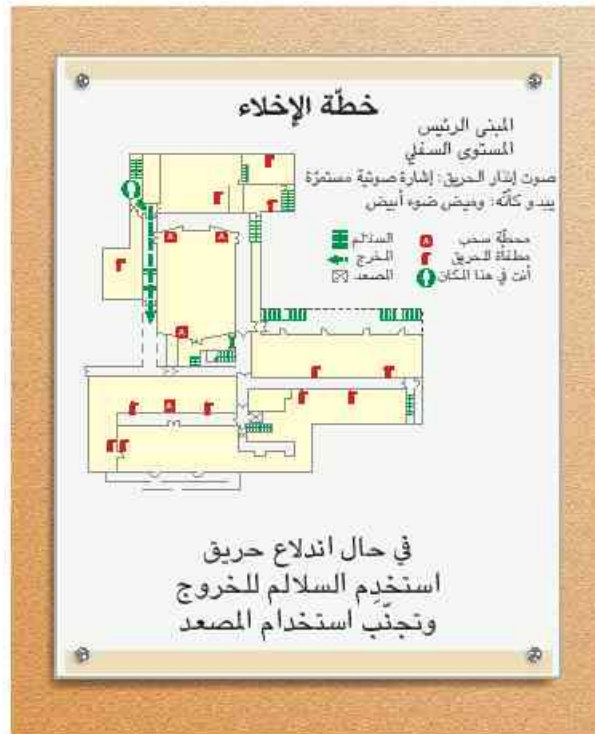 خطّة الإخلاء
المبنى الرئيس
المستوى السفلي
صوت إنذار الحريق: إشارة صوتية مستمرّة
يبدو كأنّه: وميض ضوء أبيض
محطّة سحب
السلالم
مطفأة للحريق
المخرج
أنت في هذا المكان
المصعد
في حال اندلاع حريق
استخدِم السلالم للخروج
وتجنّب استخدام المصعد